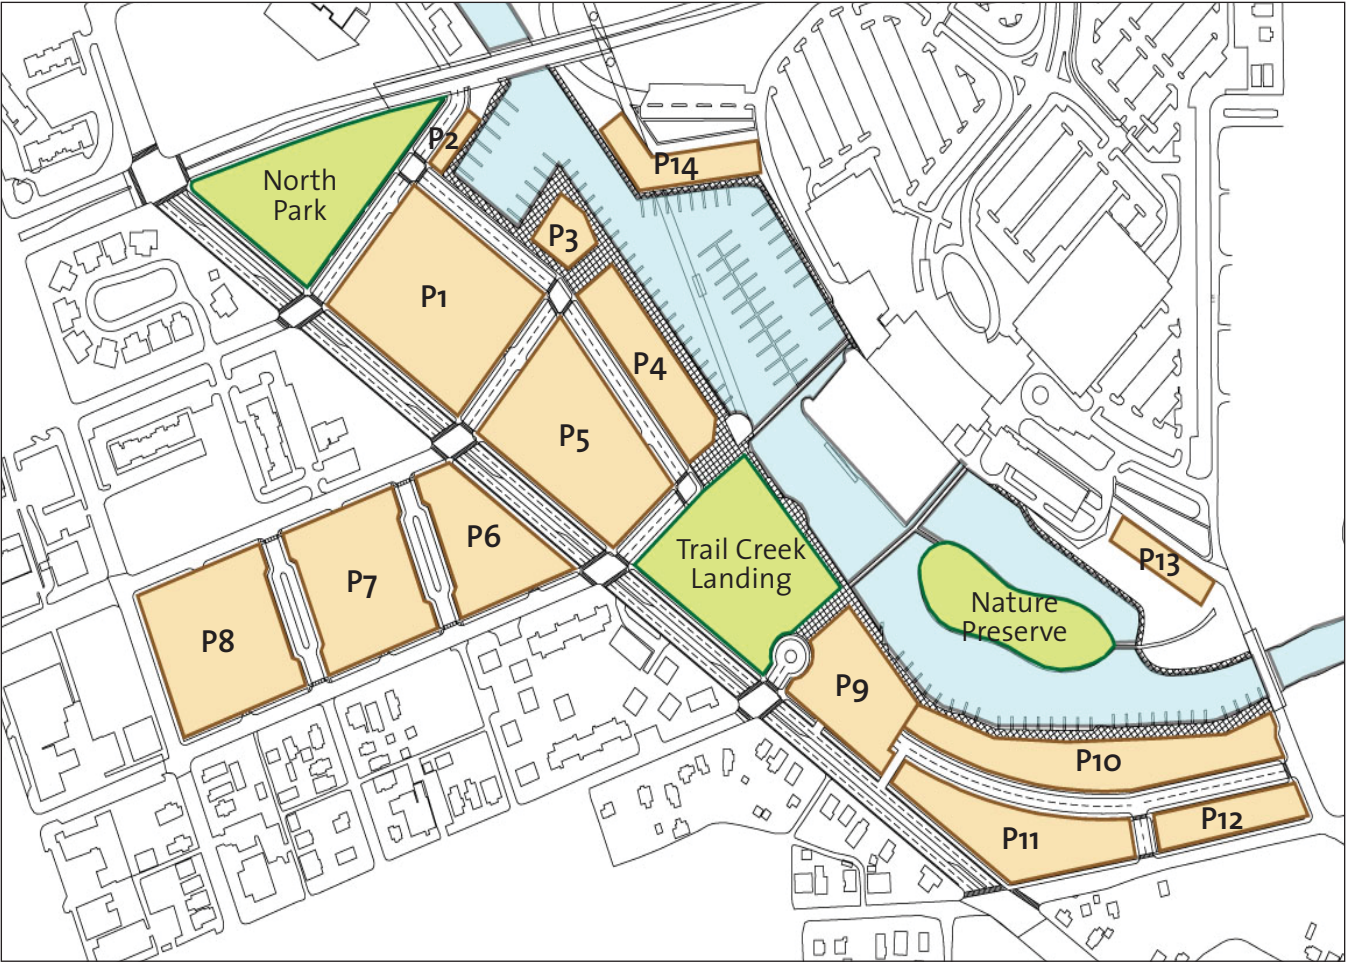 P2
P14
North
Park
P3
P1
P4
P5
P6
Trail Creek
Landing
P13
P7
Nature
Preserve
P8
P9
P10
P12
P11